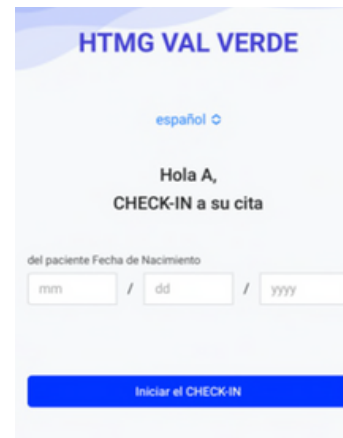 HTMG VAL VERDE
español
Hola A,
CHECK-IN a su cita
del paciente Fecha de Nacimiento
mm / dd / yyyy
Iniciar el CHECK-IN